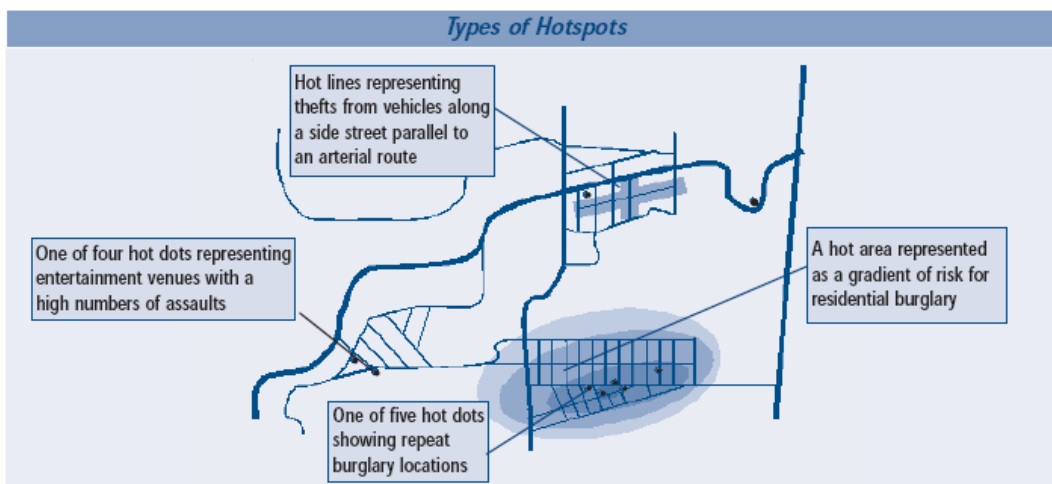 Types of Hotspots
Hot lines representing
thefts from vehicles along
a side street parallel to
an arterial route
One of four hot dots representing
entertainment venues with a
high numbers of assaults
A hot area represented
as a gradient of risk for
residential burglary
One of five hot dots
showing repeat
burglary locations